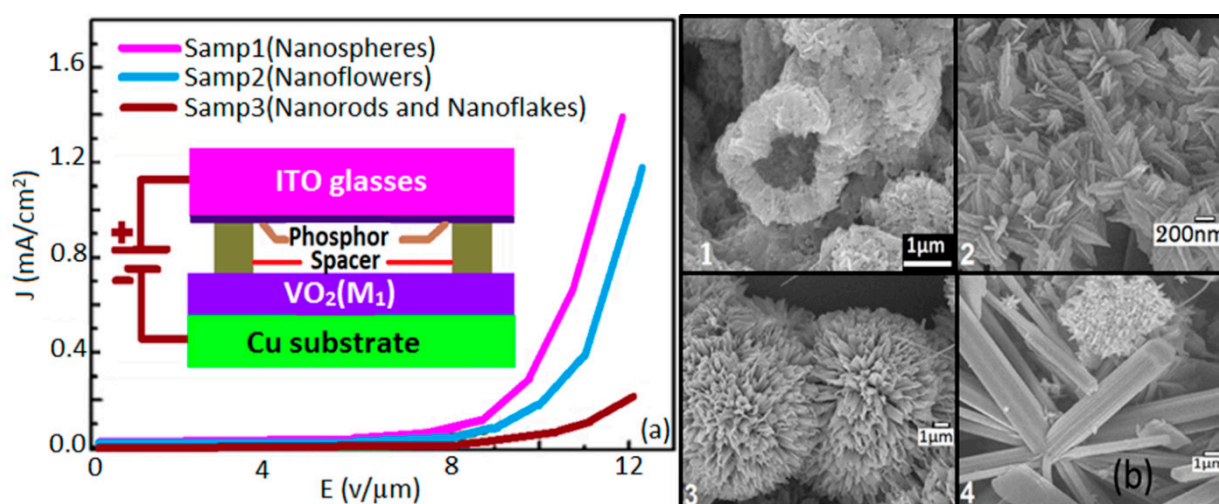 1.6
1.2
0.8
0.4
0.0
J (mA/cm²)
Samp1(Nanospheres)
Samp2(Nanoflowers)
Samp3(Nanorods and Nanoflakes)
ITO glasses
+
Phosphor
Spacer
VO₂(M₁)
Cu substrate
(a)
0 4 8 12
E (v/μm)
1
1μm
2
200nm
3
1μm
4
(b)
1μm